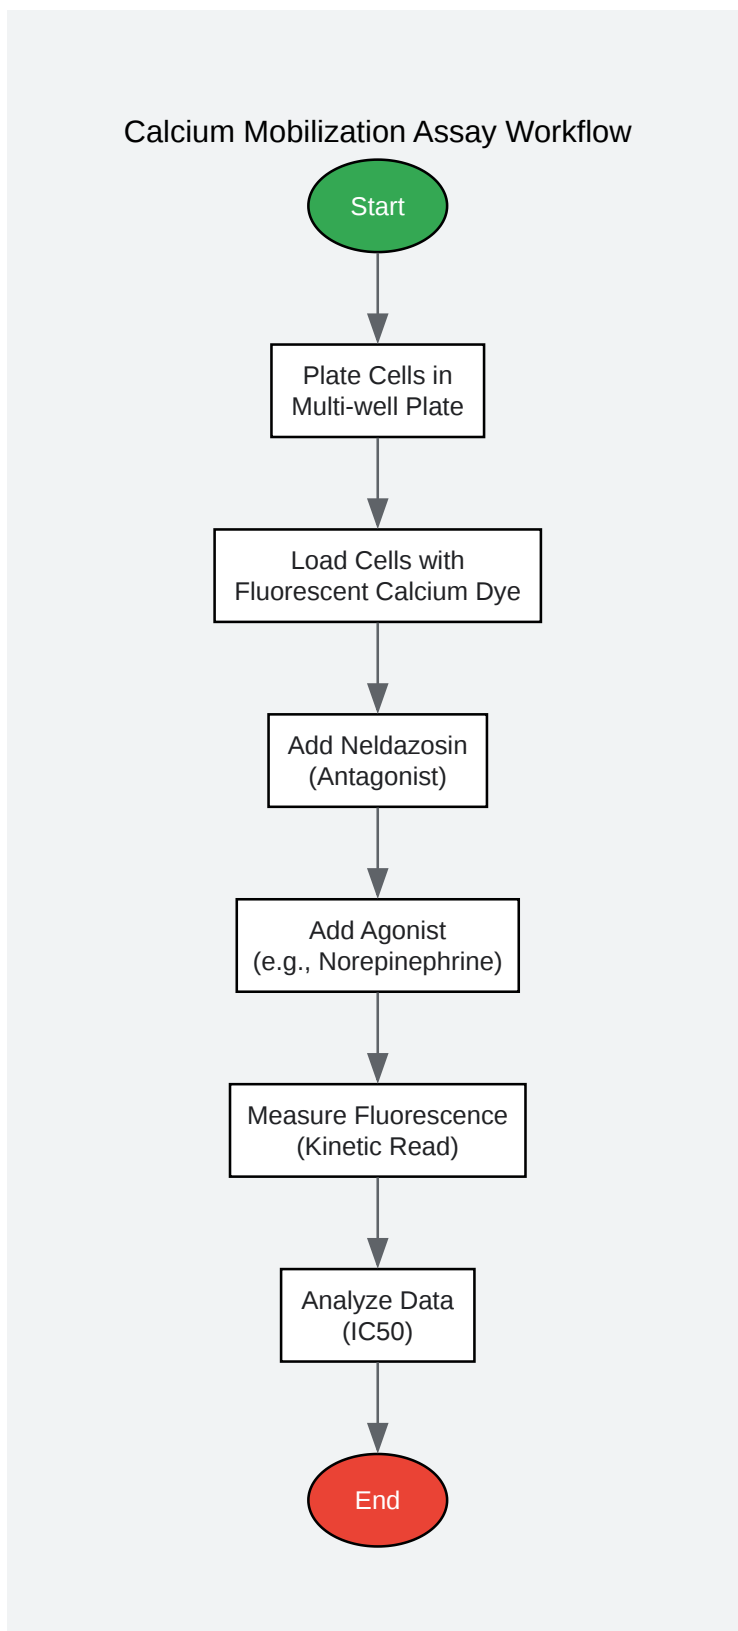 Calcium Mobilization Assay Workflow
Start
Plate Cells in
Multi-well Plate
Load Cells with
Fluorescent Calcium Dye
Add Neldazosin
(Antagonist)
Add Agonist
(e.g., Norepinephrine)
Measure Fluorescence
(Kinetic Read)
Analyze Data
(IC50)
End